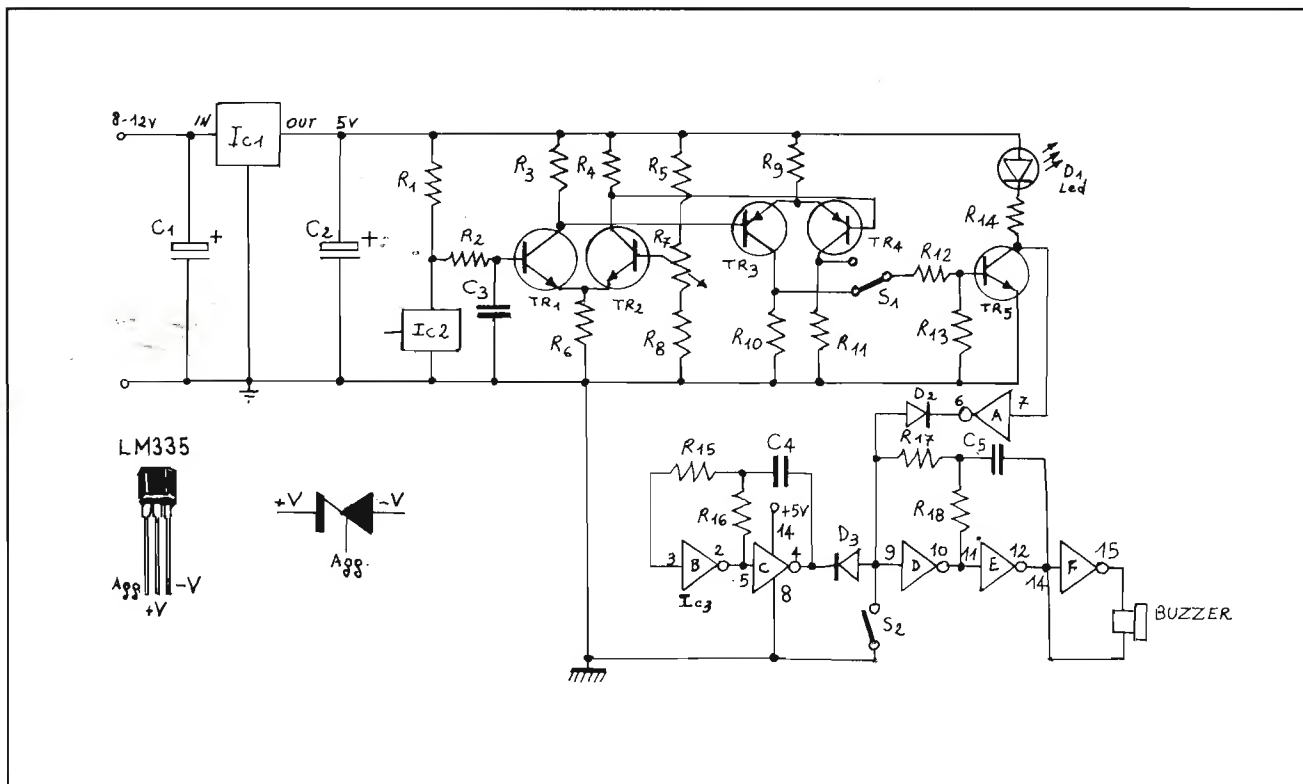 8-12V
IN
Ic1
OUT
5V
C1
+
C2
+
R1
R2
C3
Ic2
R3
R4
R5
TR1
TR2
R7
R6
R8
R9
TR3
TR4
S1
R10
R11
R12
R13
R14
D1
Led
TR5
D2
6
A
7
R17
C5
R15
C4
R16
+5V
14
R18
D3
3
B
2
5
C
4
8
Ic3
9
D
10
11
E
12
14
F
15
S2
BUZZER
LM335
Agg
+V
-V
+V
-V
Agg.